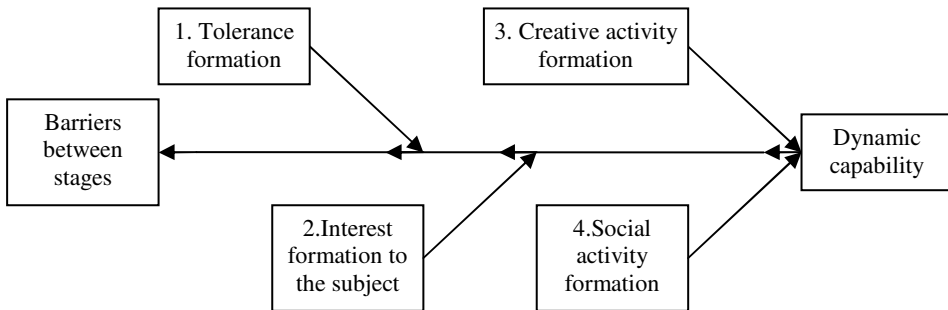 1. Tolerance
formation
3. Creative activity
formation
Barriers
between
stages
Dynamic
capability
2.Interest
formation to
the subject
4.Social
activity
formation